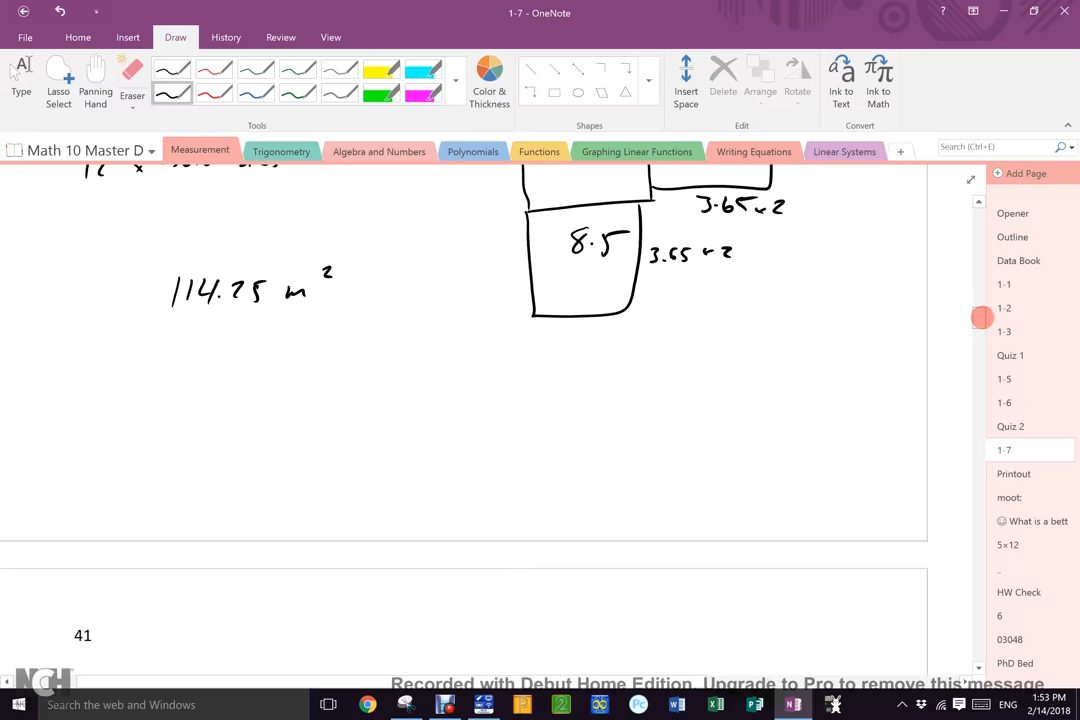 1-7 - OneNote
File Home Insert Draw History Review View
Type
Lasso Select
Panning Hand
Eraser
Color & Thickness
Insert Space
Delete
Arrange
Rotate
Ink to Text
Ink to Math
Tools Shapes Edit Convert
Math 10 Master D Measurement Trigonometry Algebra and Numbers Polynomials Functions Graphing Linear Functions Writing Equations Linear Systems Search (Ctrl+E)
Add Page
Opener
Outline
Data Book
1-1
1-2
1-3
Quiz 1
1-5
1-6
Quiz 2
1-7
Printout
moot:
☺ What is a bett
5×12
..
HW Check
6
03048
PhD Bed
3.65 x 2
8.5
3.65 x 2
114.25 m²
41
NCH
Recorded with Debut Home Edition. Upgrade to Pro to remove this message
Search the web and Windows
ENG
1:53 PM
2/14/2018